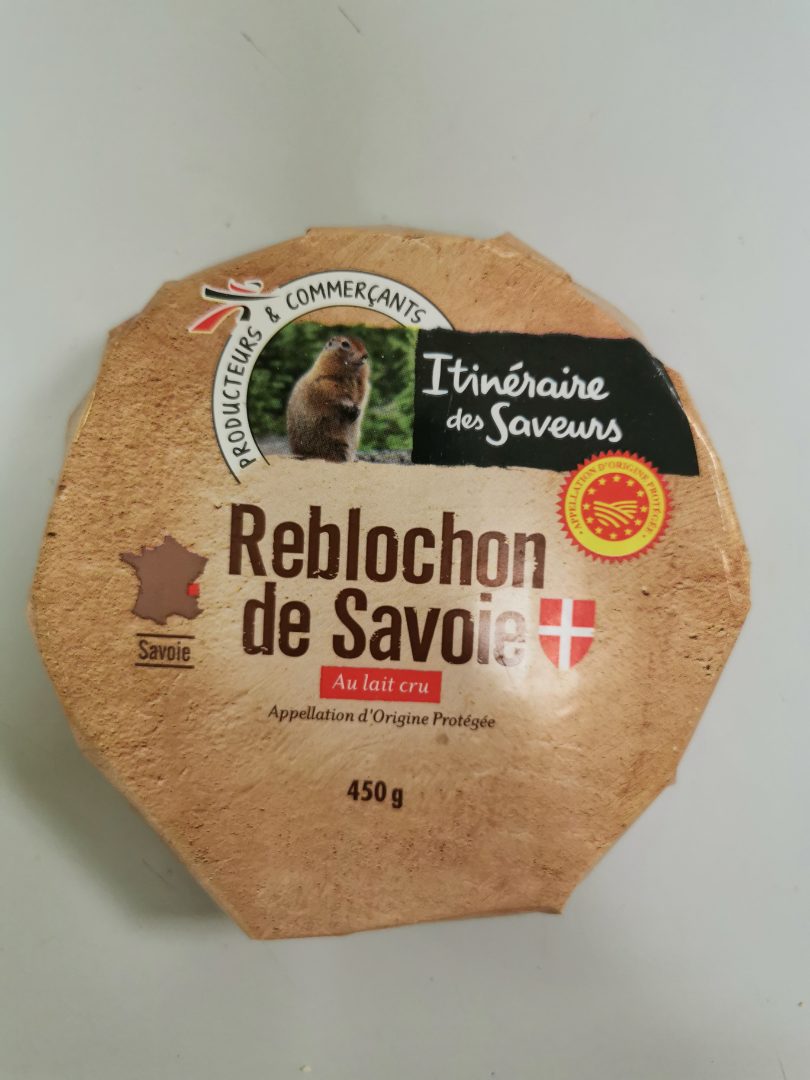 PRODUCTEURS & COMMERÇANTS
Itinéraire
des Saveurs
APPELLATION D'ORIGINE PROTÉGÉE
Reblochon
de Savoie
Savoie
Au lait cru
Appellation d'Origine Protégée
450 g